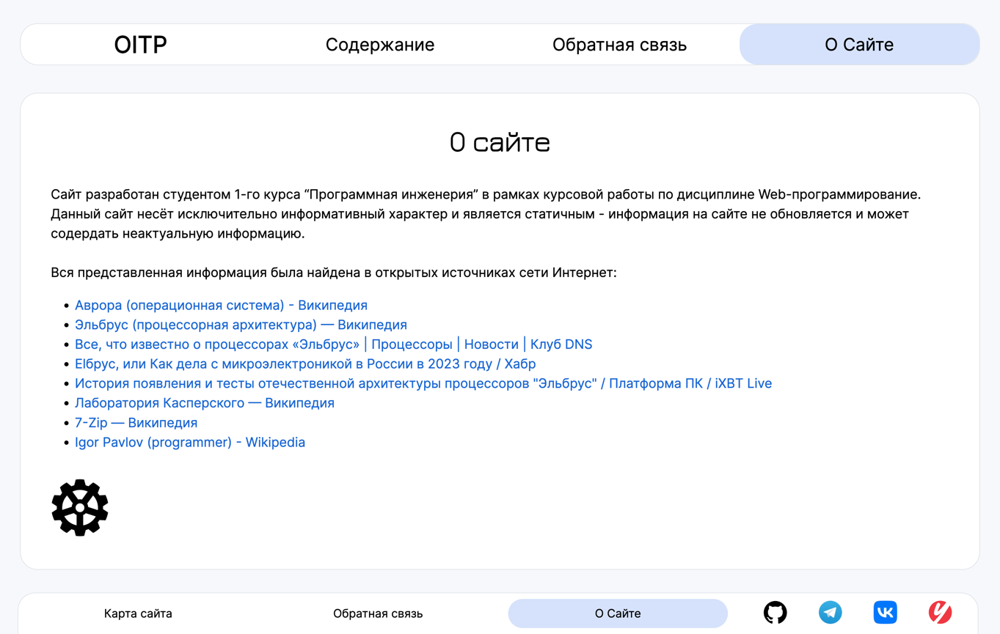 OITP
Содержание
Обратная связь
О Сайте
О сайте
Сайт разработан студентом 1-го курса “Программная инженерия” в рамках курсовой работы по дисциплине Web-программирование.
Данный сайт несёт исключительно информативный характер и является статичным - информация на сайте не обновляется и может
содердать неактуальную информацию.
Вся представленная информация была найдена в открытых источниках сети Интернет:
• Аврора (операционная система) - Википедия
• Эльбрус (процессорная архитектура) — Википедия
• Все, что известно о процессорах «Эльбрус» | Процессоры | Новости | Клуб DNS
• Elбрус, или Как дела с микроэлектроникой в России в 2023 году / Хабр
• История появления и тесты отечественной архитектуры процессоров "Эльбрус" / Платформа ПК / iXBT Live
• Лаборатория Касперского — Википедия
• 7-Zip — Википедия
• Igor Pavlov (programmer) - Wikipedia
Карта сайта
Обратная связь
О Сайте